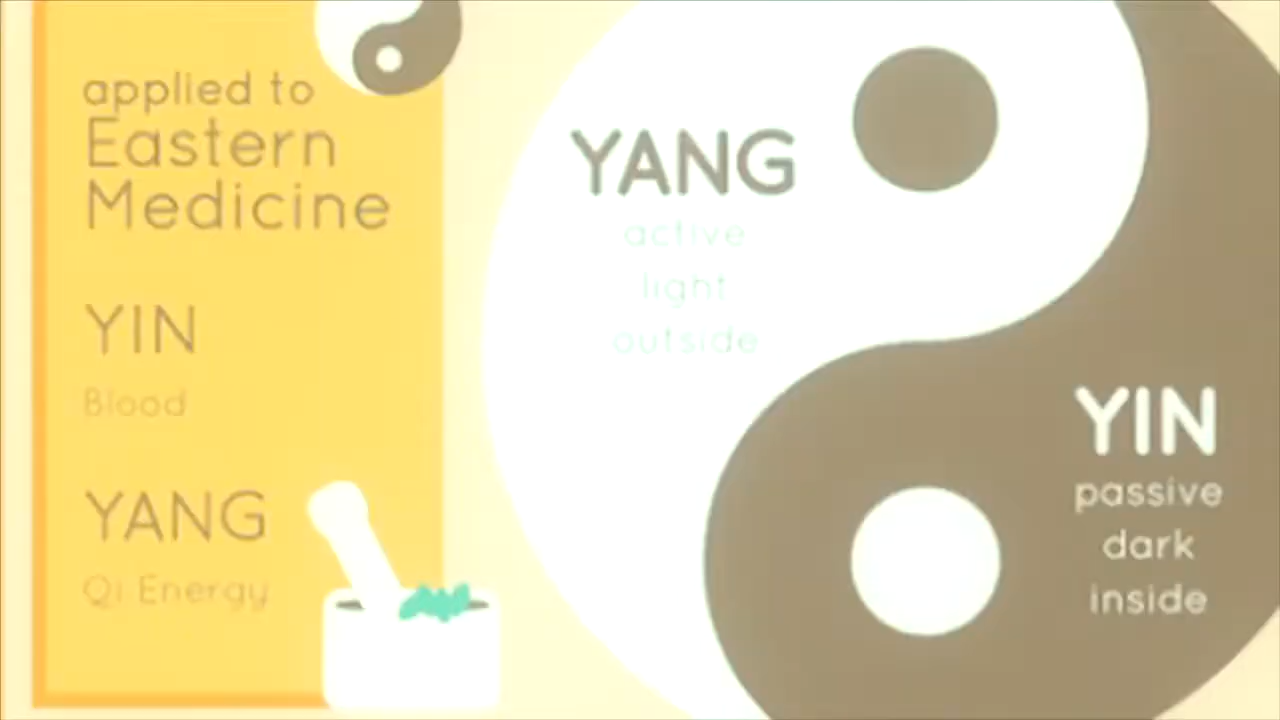 applied to
Eastern
Medicine
YIN
Blood
YANG
Qi Energy
YANG
active
light
outside
YIN
passive
dark
inside